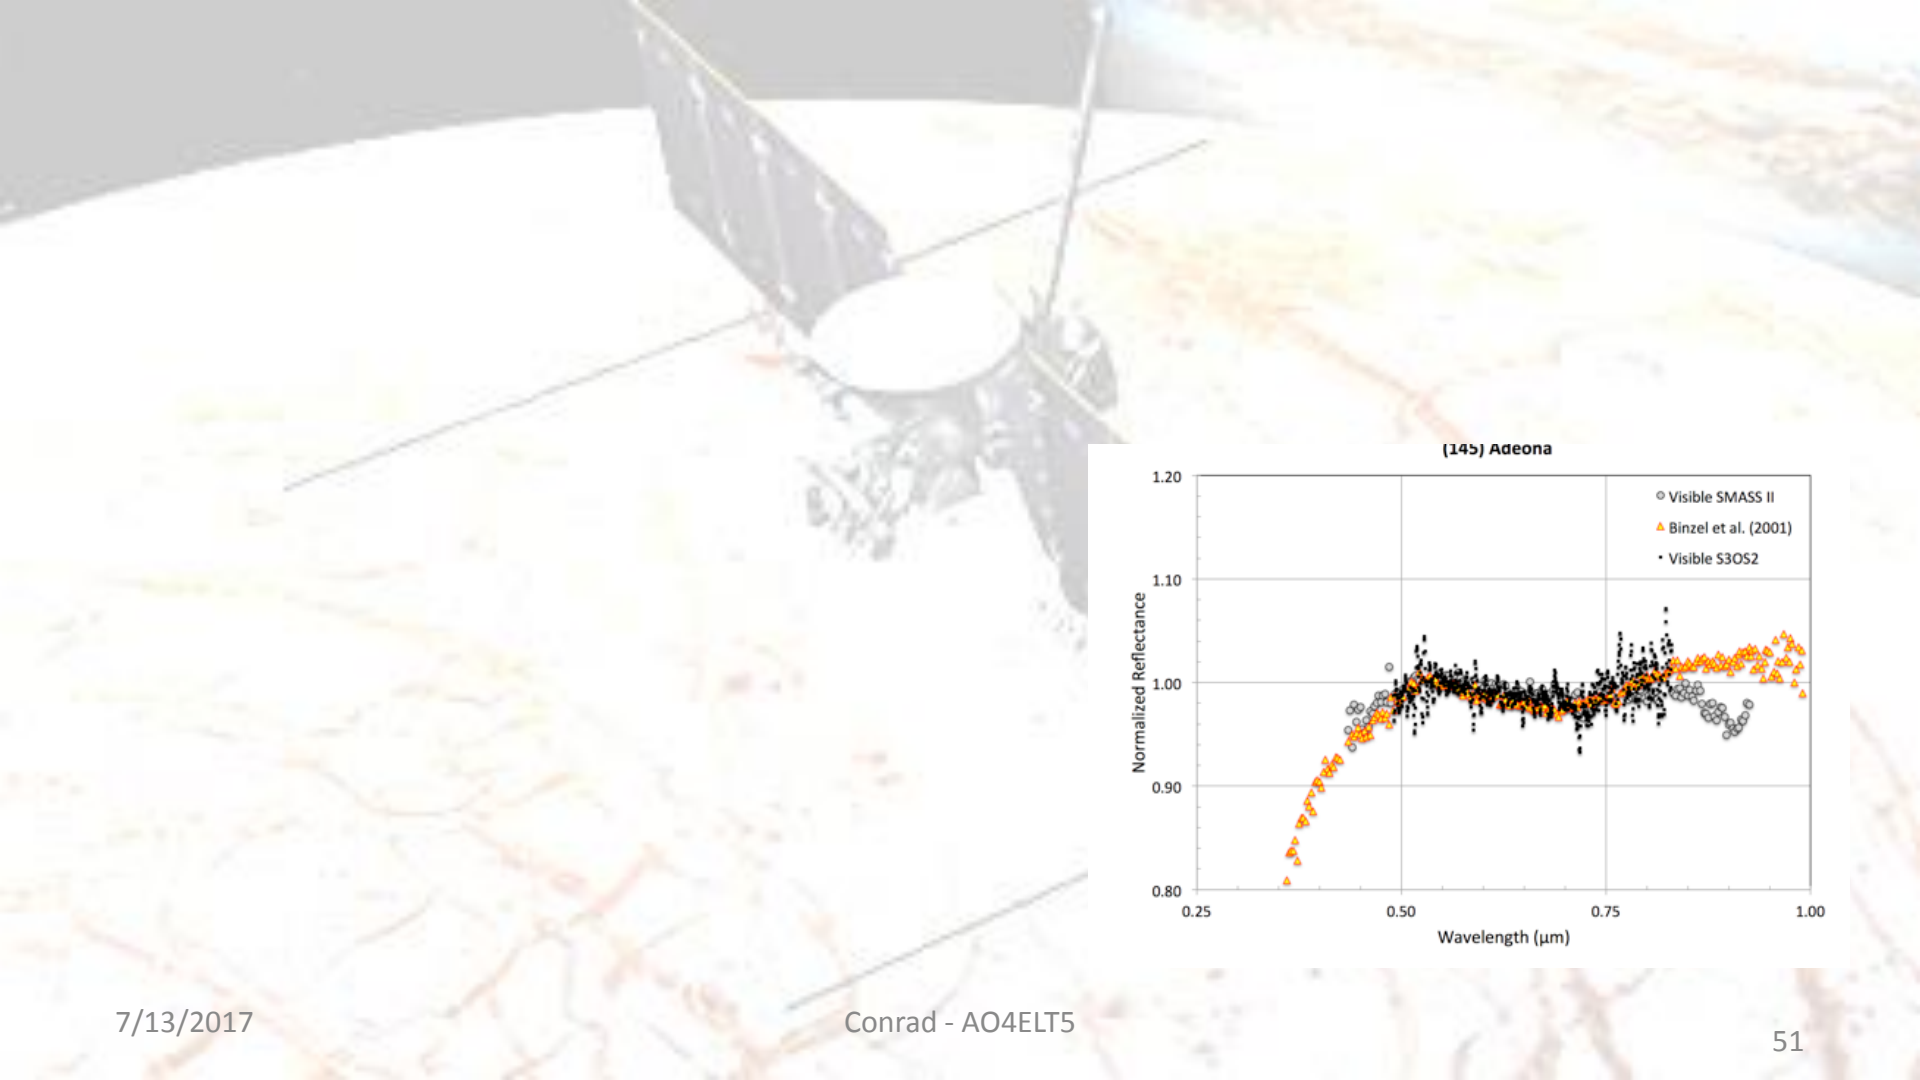 (145) Adeona
1.20
1.10
1.00
0.90
0.80
Normalized Reflectance
Visible SMASS II
Binzel et al. (2001)
Visible S3OS2
0.25 0.50 0.75 1.00
Wavelength (μm)
7/13/2017
Conrad - AO4ELT5
51